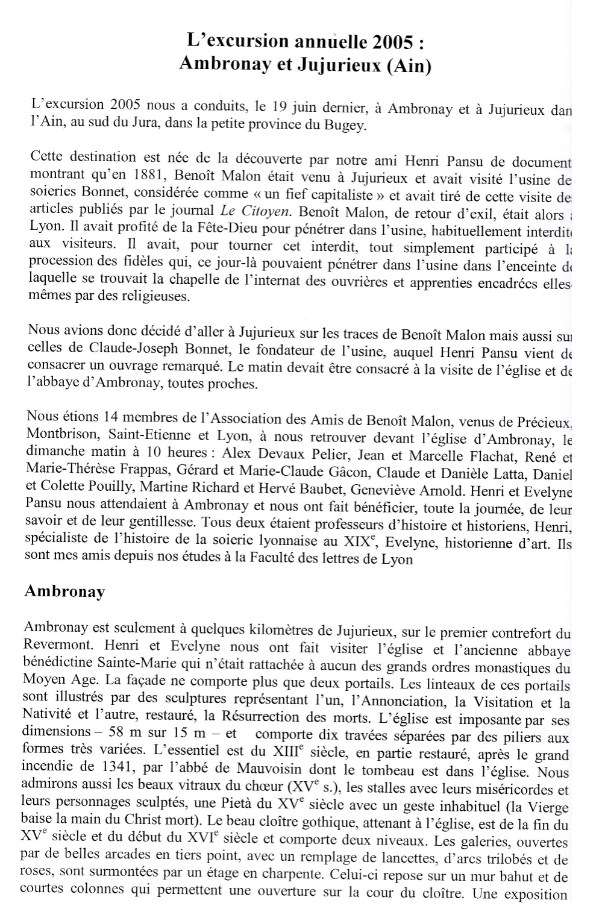 L'excursion annuelle 2005 :
Ambronay et Jujurieux (Ain)
L'excursion 2005 nous a conduits, le 19 juin dernier, à Ambronay et à Jujurieux dan
l'Ain, au sud du Jura, dans la petite province du Bugey.
Cette destination est née de la découverte par notre ami Henri Pansu de document
montrant qu'en 1881, Benoît Malon était venu à Jujurieux et avait visité l'usine de
soieries Bonnet, considérée comme « un fief capitaliste » et avait tiré de cette visite de
articles publiés par le journal Le Citoyen. Benoît Malon, de retour d'exil, était alors
Lyon. Il avait profité de la Fête-Dieu pour pénétrer dans l'usine, habituellement interdite
aux visiteurs. Il avait, pour tourner cet interdit, tout simplement participé à la
procession des fidèles qui, ce jour-là pouvaient pénétrer dans l'usine dans l'enceinte de
laquelle se trouvait la chapelle de l'internat des ouvrières et apprenties encadrées elles-
mêmes par des religieuses.
Nous avions donc décidé d'aller à Jujurieux sur les traces de Benoît Malon mais aussi sur
celles de Claude-Joseph Bonnet, le fondateur de l'usine, auquel Henri Pansu vient de
consacrer un ouvrage remarqué. Le matin devait être consacré à la visite de l'église et de
l'abbaye d'Ambronay, toutes proches.
Nous étions 14 membres de l'Association des Amis de Benoît Malon, venus de Précieux,
Montbrison, Saint-Etienne et Lyon, à nous retrouver devant l'église d'Ambronay, le
dimanche matin à 10 heures : Alex Devaux Pelier, Jean et Marcelle Flachat, René et
Marie-Thérèse Frappas, Gérard et Marie-Claude Gâcon, Claude et Danièle Latta, Daniel
et Colette Pouilly, Martine Richard et Hervé Baubet, Geneviève Arnold. Henri et Evelyne
Pansu nous attendaient à Ambronay et nous ont fait bénéficier, toute la journée, de leur
savoir et de leur gentillesse. Tous deux étaient professeurs d'histoire et historiens, Henri,
spécialiste de l'histoire de la soierie lyonnaise au XIXe, Evelyne, historienne d'art. Ils
sont mes amis depuis nos études à la Faculté des lettres de Lyon
Ambronay
Ambronay est seulement à quelques kilomètres de Jujurieux, sur le premier contrefort du
Revermont. Henri et Evelyne nous ont fait visiter l'église et l'ancienne abbaye
bénédictine Sainte-Marie qui n'était rattachée à aucun des grands ordres monastiques du
Moyen Age. La façade ne comporte plus que deux portails. Les linteaux de ces portails
sont illustrés par des sculptures représentant l'un, l'Annonciation, la Visitation et la
Nativité et l'autre, restauré, la Résurrection des morts. L'église est imposante par ses
dimensions – 58 m sur 15 m – et comporte dix travées séparées par des piliers aux
formes très variées. L'essentiel est du XIIIe siècle, en partie restauré, après le grand
incendie de 1341, par l'abbé de Mauvoisin dont le tombeau est dans l'église. Nous
admirons aussi les beaux vitraux du chœur (XVe s.), les stalles avec leurs miséricordes et
leurs personnages sculptés, une Pietà du XVe siècle avec un geste inhabituel (la Vierge
baise la main du Christ mort). Le beau cloître gothique, attenant à l'église, est de la fin du
XVe siècle et du début du XVIe siècle et comporte deux niveaux. Les galeries, ouvertes
par de belles arcades en tiers point, avec un remplage de lancettes, d'arcs trilobés et de
roses, sont surmontées par un étage en charpente. Celui-ci repose sur un mur bahut et de
courtes colonnes qui permettent une ouverture sur la cour du cloître. Une exposition